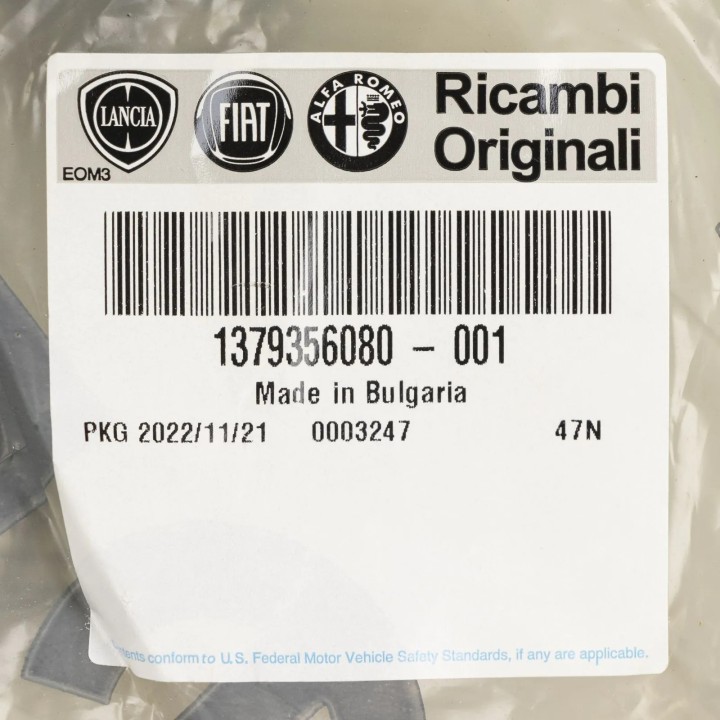 LANCIA FIAT ALFA ROMEO Ricambi
Originali
EOM3
1379356080 - 001
Made in Bulgaria
PKG 2022/11/21 0003247 47N
conform to U.S. Federal Motor Vehicle Safety Standards, if any are applicable.